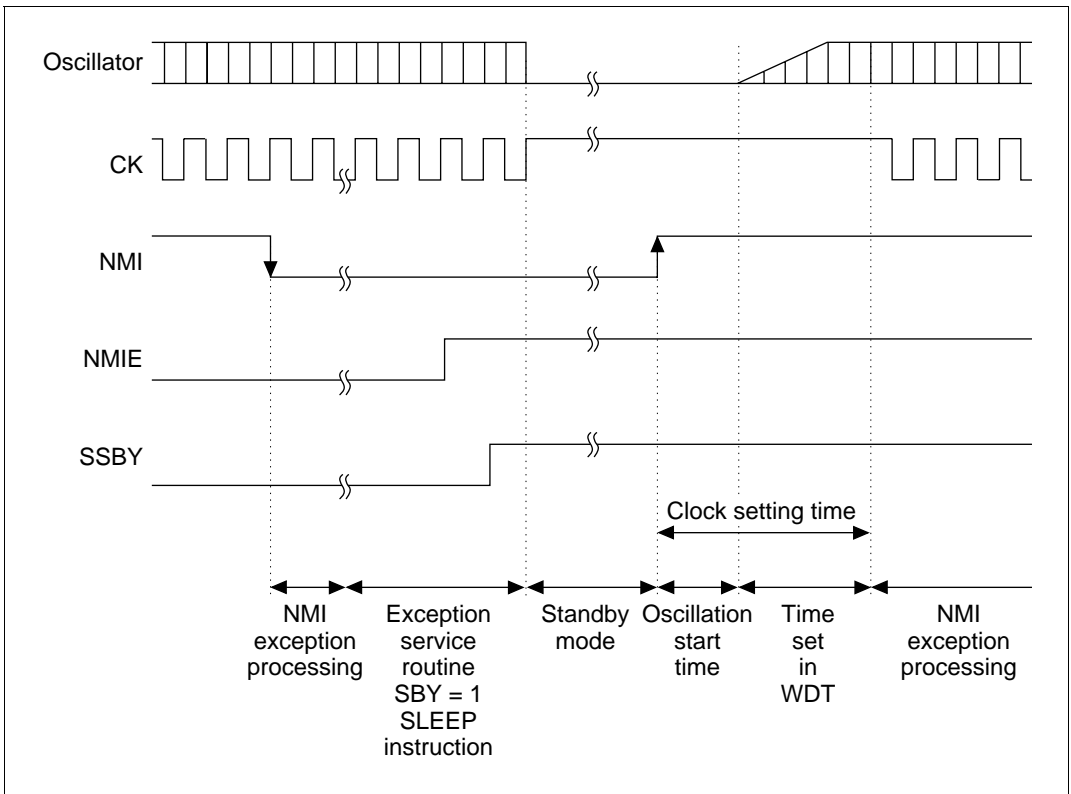 Oscillator
CK
NMI
NMIE
SSBY
Clock setting time
NMI
exception
processing
Exception
service
routine
SBY = 1
SLEEP
instruction
Standby
mode
Oscillation
start
time
Time
set
in
WDT
NMI
exception
processing